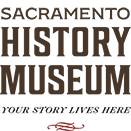 SACRAMENTO
HISTORY
MUSEUM
YOUR STORY LIVES HERE